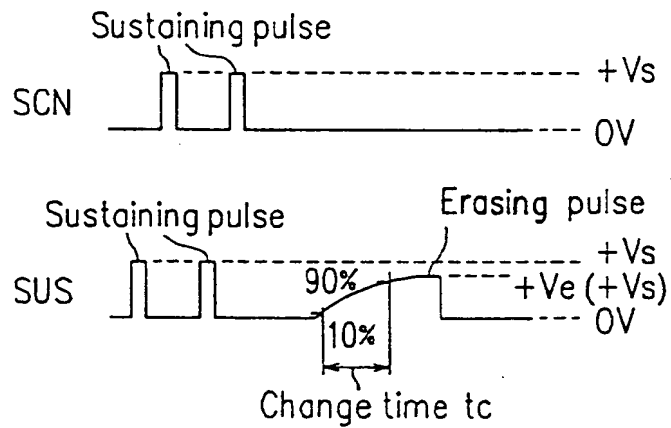 Sustaining pulse
+Vs
SCN
0V
Sustaining pulse
Erasing pulse
+Vs
SUS
90%
+Ve (+Vs)
0V
10%
Change time tc